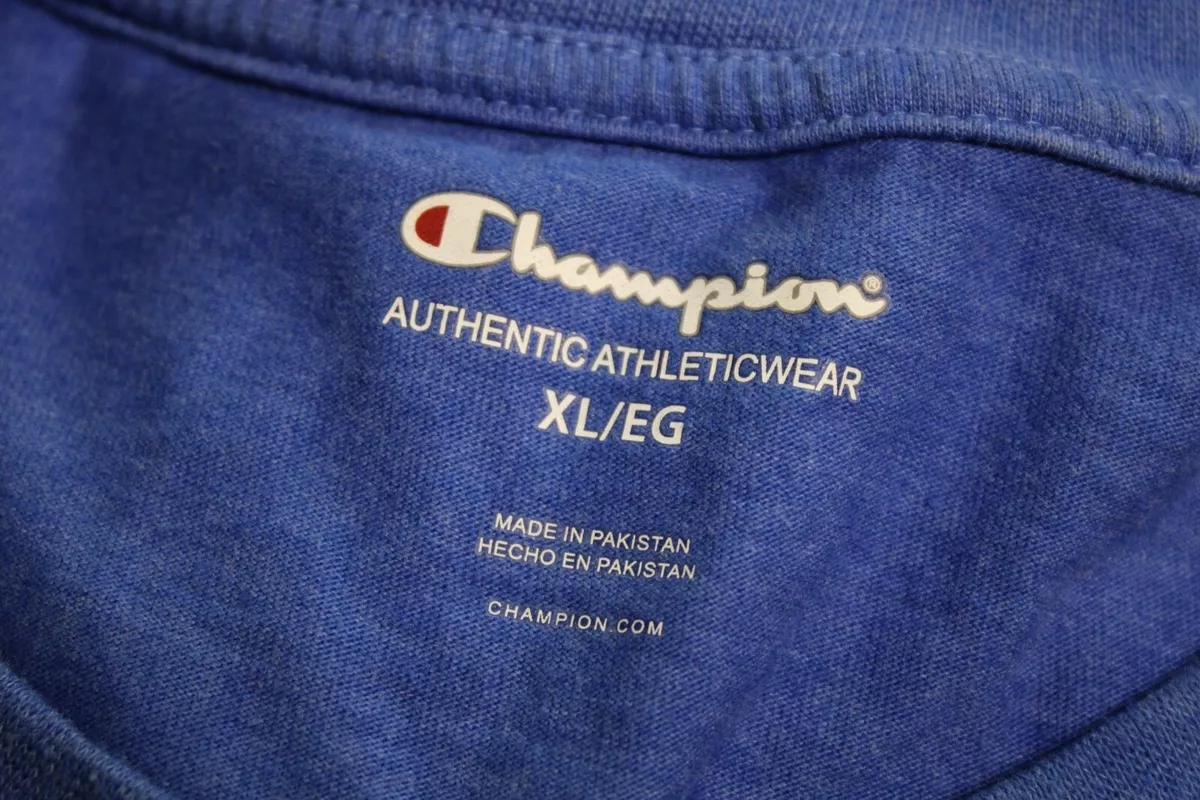 Champion®
AUTHENTIC ATHLETICWEAR
XL/EG
MADE IN PAKISTAN
HECHO EN PAKISTAN
CHAMPION.COM